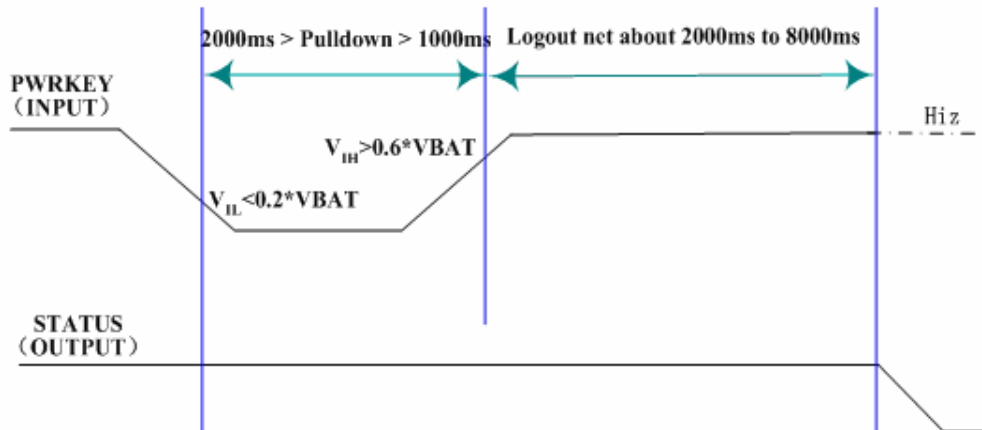 2000ms > Pulldown > 1000ms
Logout net about 2000ms to 8000ms
PWRKEY
（INPUT）
Hiz
VIH>0.6*VBAT
VIL<0.2*VBAT
STATUS
（OUTPUT）